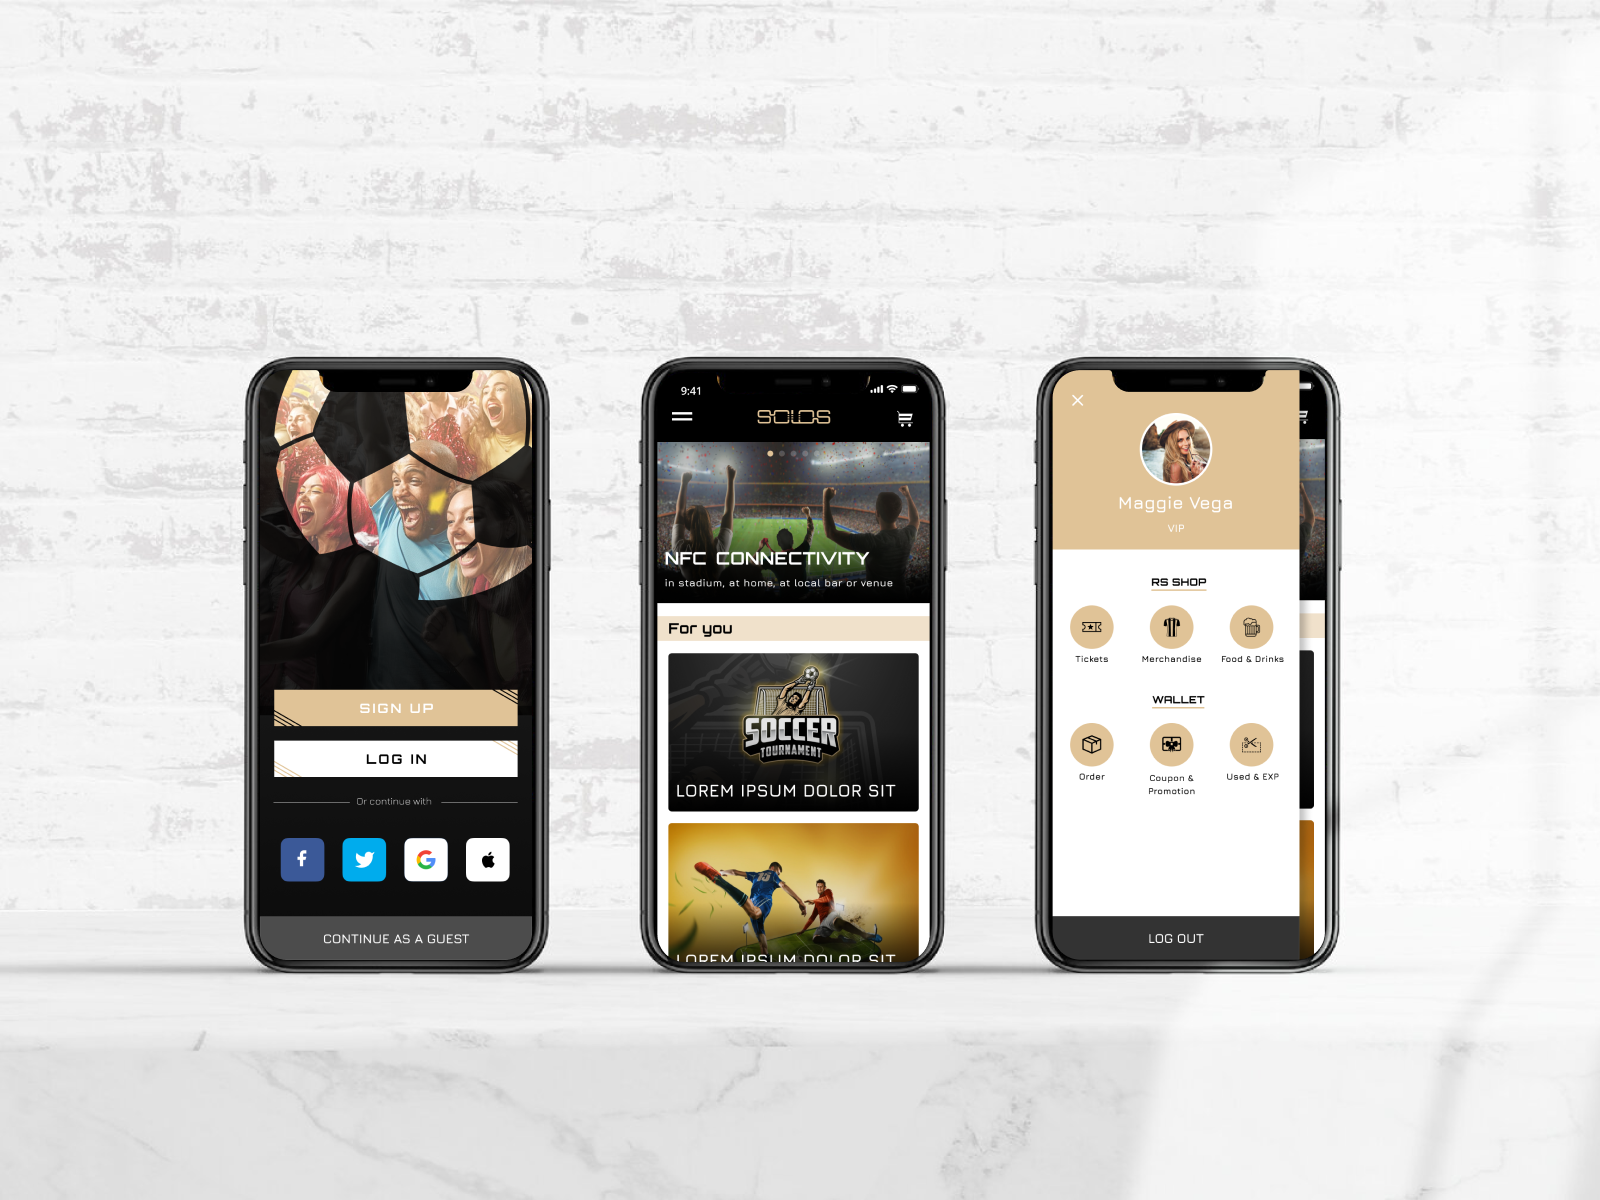 SIGN UP
LOG IN
Or continue with
CONTINUE AS A GUEST
9:41
SOLOS
NFC CONNECTIVITY
in stadium, at home, at local bar or venue
For you
SOCCER
TOURNAMENT
LOREM IPSUM DOLOR SIT
15
LOREM IPSUM DOLOR SIT
Maggie Vega
VIP
RS SHOP
Tickets
Merchandise
Food & Drinks
WALLET
Order
Coupon &
Promotion
Used & EXP
LOG OUT